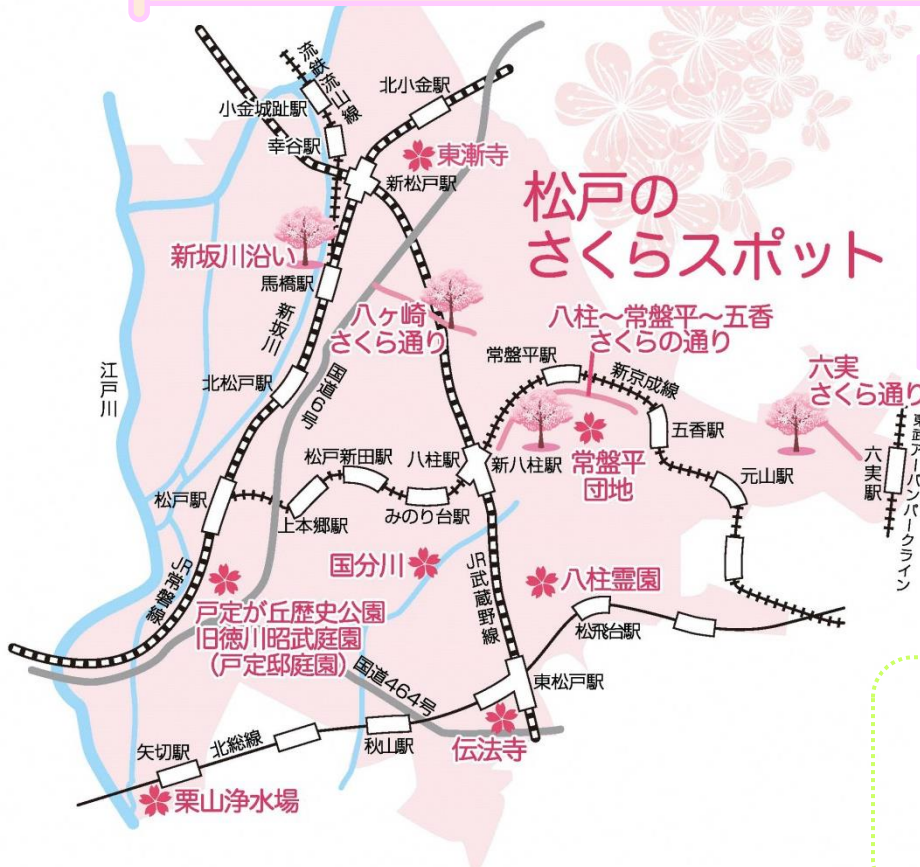 流鉄流山線
北小金駅
小金城趾駅
幸谷駅
東漸寺
新松戸駅
松戸の
さくらスポット
新坂川沿い
馬橋駅
新坂川
八ヶ崎
さくら通り
八柱～常盤平～五香
さくらの通り
常盤平駅
新京成線
六実
さくら通り
江戸川
北松戸駅
国道6号
五香駅
東武アーバンパークライン
六実駅
松戸新田駅
八柱駅
新八柱駅
常盤平
団地
元山駅
松戸駅
上本郷駅
みのり台駅
国分川
JR武蔵野線
八柱霊園
JR常磐線
戸定が丘歴史公園
旧徳川昭武庭園
(戸定邸庭園)
松飛台駅
国道464号
東松戸駅
矢切駅
北総線
秋山駅
伝法寺
栗山浄水場